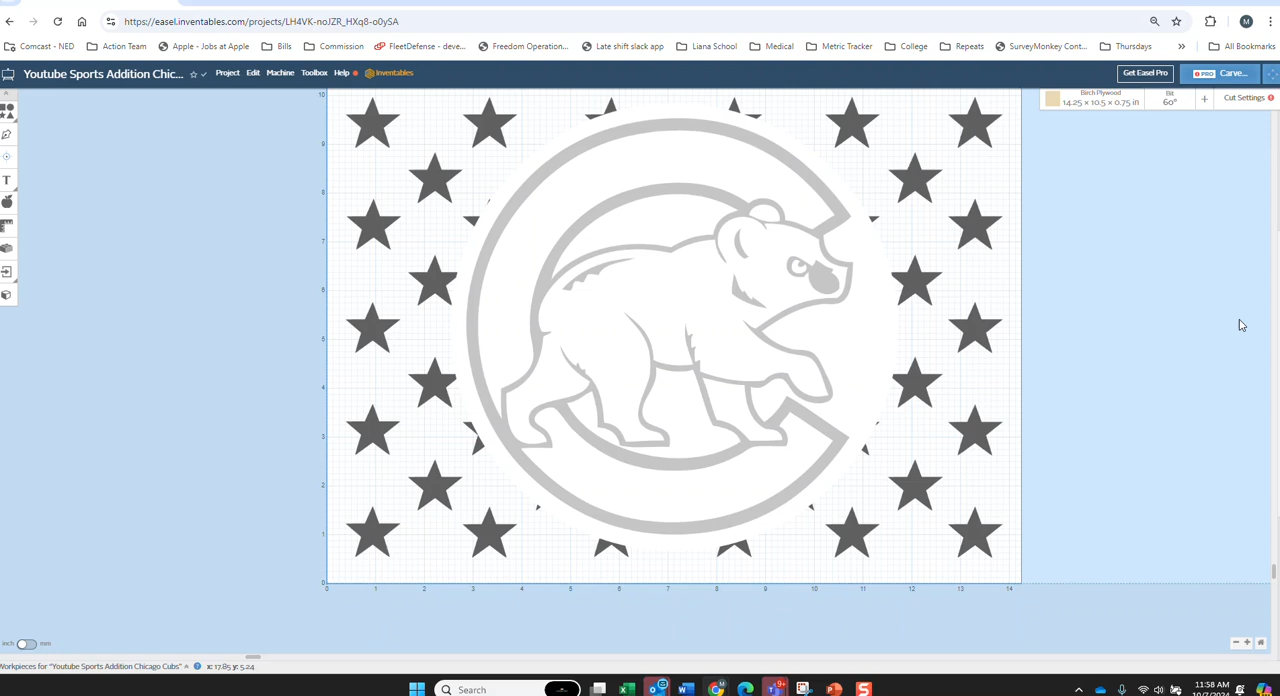 https://easel.inventables.com/projects/LH4VK-noJZR_HXq8-o0ySA
M
Comcast - NED Action Team Apple - Jobs at Apple Bills Commission FleetDefense - deve... Freedom Operation... Late shift slack app Liana School Medical Metric Tracker College Repeats SurveyMonkey Cont... Thursdays » All Bookmarks
Youtube Sports Addition Chic... Project Edit Machine Toolbox Help Inventables Get Easel Pro PRO Carve...
Birch Plywood Bit
14.25 × 10.5 × 0.75 in 60° + Cut Settings
T
10
9
8
7
6
5
4
3
2
1
0
0 1 2 3 4 5 6 7 8 9 10 11 12 13 14
inch mm
Workpieces for "Youtube Sports Addition Chicago Cubs" x: 17.85 y: 5.24
Search 9+ 11:58 AM
10/7/2024